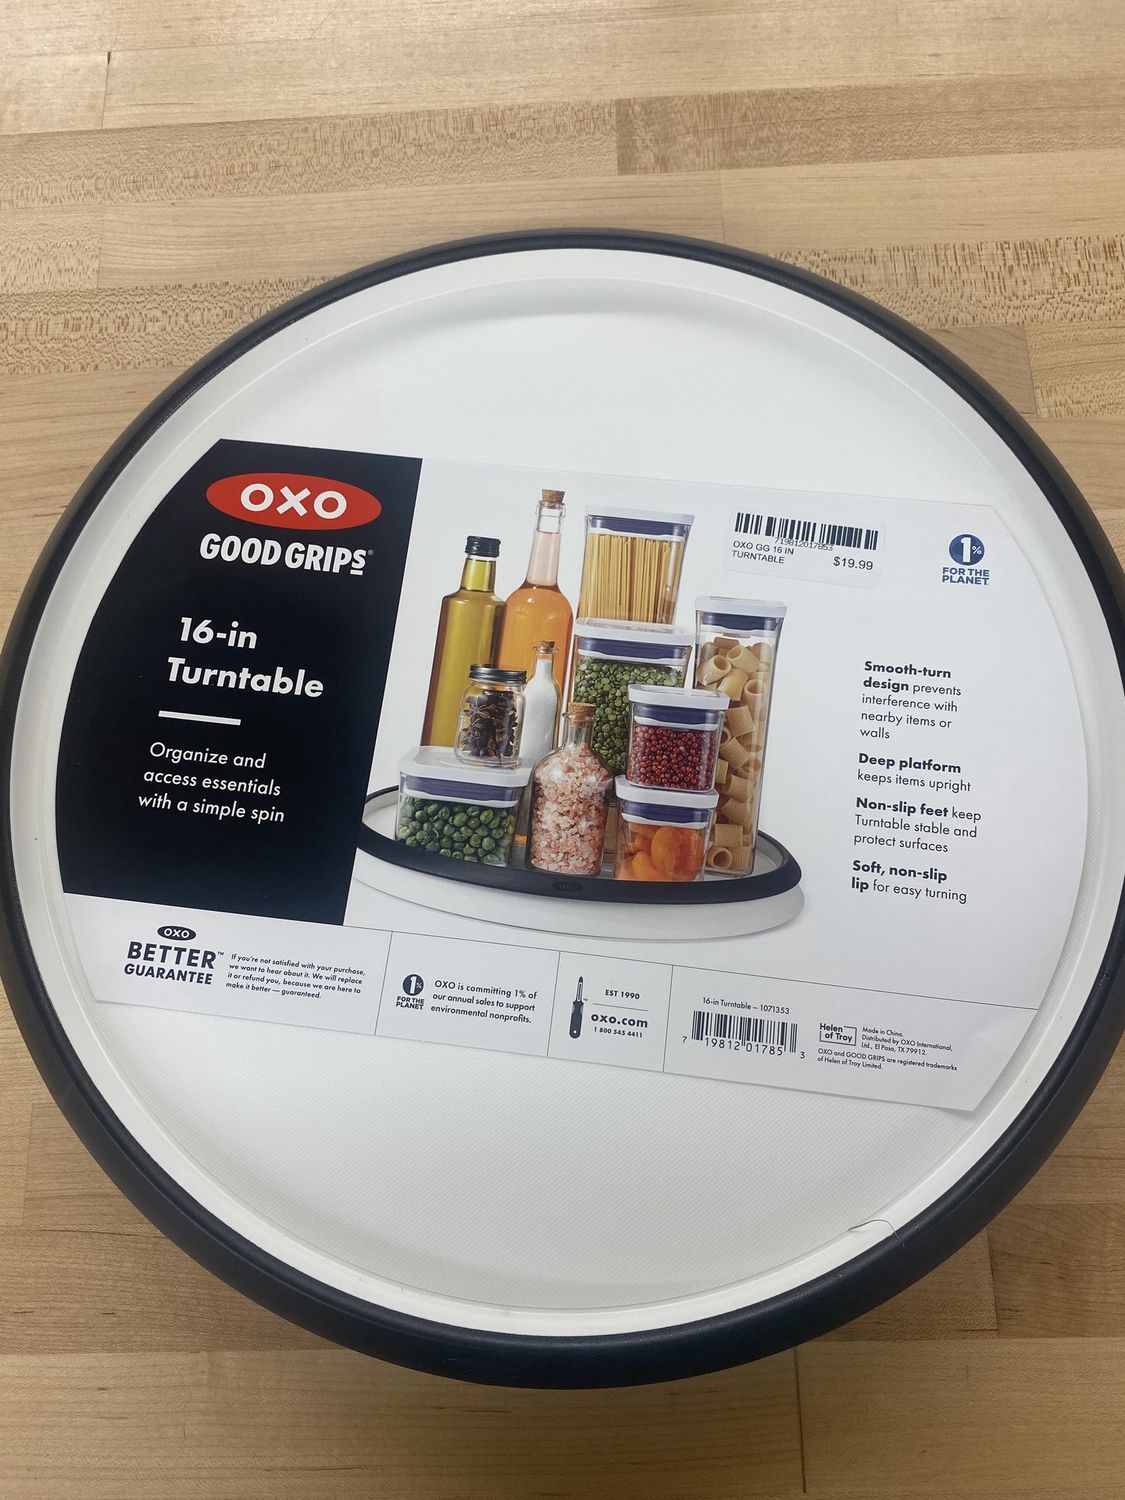 OXO
GOOD GRIPS®
16-in
Turntable
Organize and
access essentials
with a simple spin
719812017853
OXO GG 16 IN
TURNTABLE
$19.99
1%
FOR THE
PLANET
Smooth-turn
design prevents
interference with
nearby items or
walls
Deep platform
keeps items upright
Non-slip feet keep
Turntable stable and
protect surfaces
Soft, non-slip
lip for easy turning
OXO
BETTER™
GUARANTEE
If you're not satisfied with your purchase,
we want to hear about it. We will replace
it or refund you, because we are here to
make it better — guaranteed.
1%
FOR THE
PLANET
OXO is committing 1% of
our annual sales to support
environmental nonprofits.
EST 1990
oxo.com
1 800 545 4411
16-in Turntable – 1071353
7 19812 01785 3
Helen
of Troy
Made in China.
Distributed by OXO International,
Ltd., El Paso, TX 79912.
OXO and GOOD GRIPS are registered trademarks
of Helen of Troy Limited.